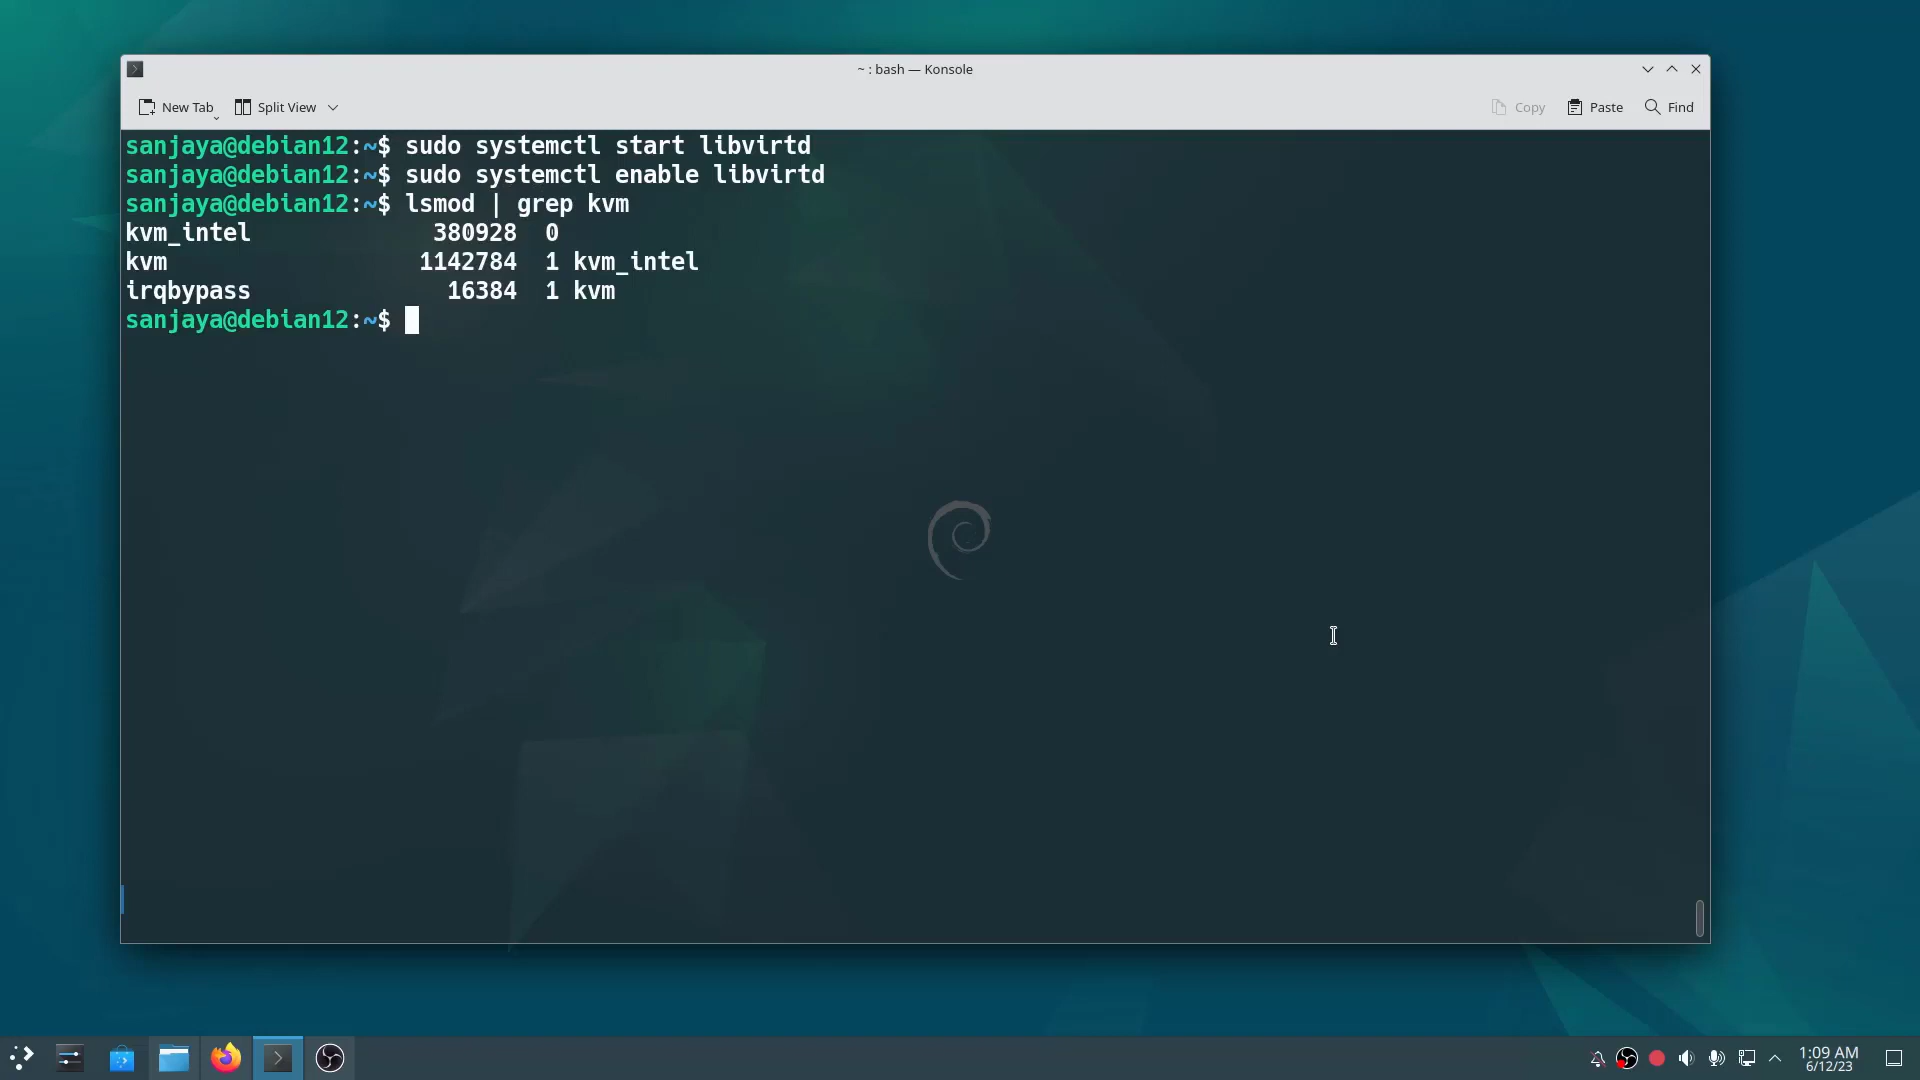 ~ : bash — Konsole
New Tab Split View Copy Paste Find
sanjaya@debian12:~$ sudo systemctl start libvirtd
sanjaya@debian12:~$ sudo systemctl enable libvirtd
sanjaya@debian12:~$ lsmod | grep kvm
kvm_intel 380928 0
kvm 1142784 1 kvm_intel
irqbypass 16384 1 kvm
sanjaya@debian12:~$
1:09 AM
6/12/23